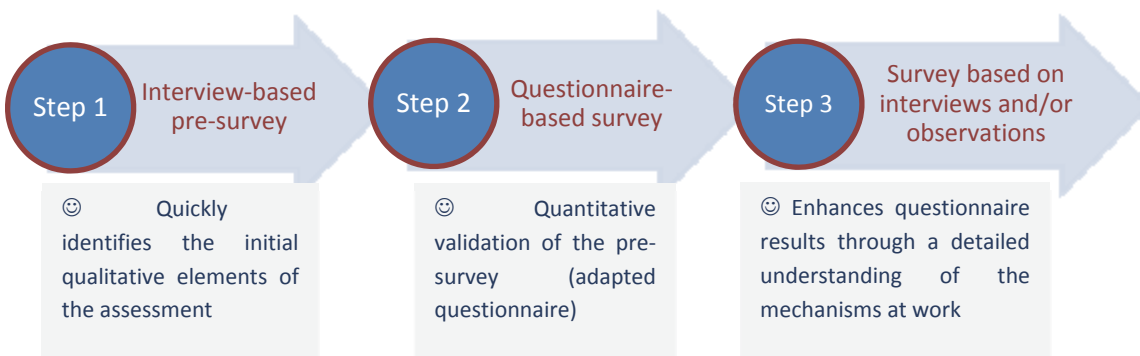 Step 1
Interview-based
pre-survey
☺ Quickly
identifies the initial
qualitative elements of
the assessment
Step 2
Questionnaire-
based survey
☺ Quantitative
validation of the pre-
survey (adapted
questionnaire)
Step 3
Survey based on
interviews and/or
observations
☺ Enhances questionnaire
results through a detailed
understanding of the
mechanisms at work